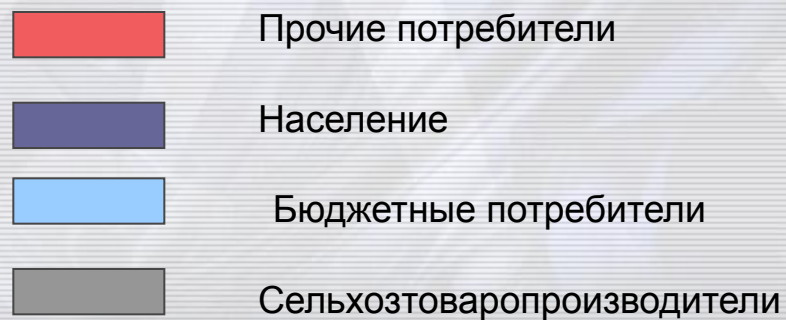 Прочие потребители
Население
Бюджетные потребители
Сельхозтоваропроизводители